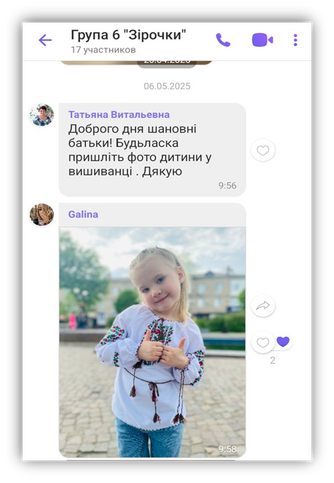 Група 6 "Зірочки"
17 участников
06.05.2025
Татьяна Витальевна
Доброго дня шановні
батьки! Будьласка
пришліть фото дитини у
вишиванці . Дякую
9:56
Galina
9:58
2